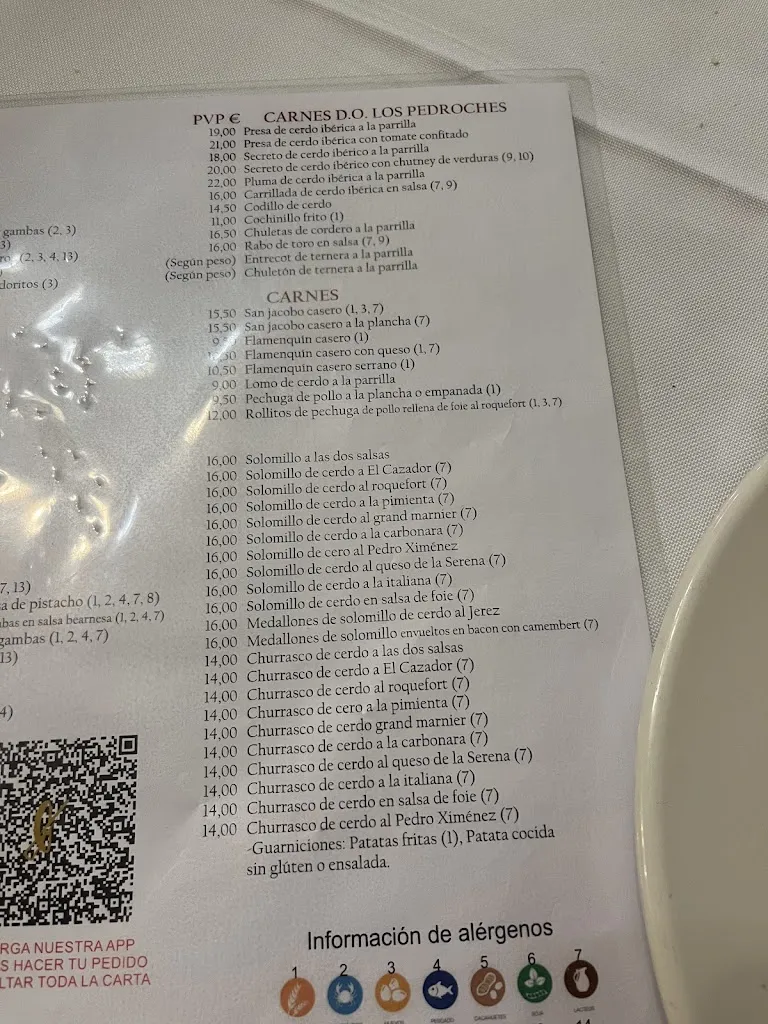 gambas (2, 3)
3)
(2, 3, 4, 13)
doritos (3)
7, 13)
a de pistacho (1, 2, 4, 7, 8)
bas en salsa bearnesa (1, 2, 4, 7)
gambas (1, 2, 4, 7)
13)
4)
RGA NUESTRA APP
S HACER TU PEDIDO
LTAR TODA LA CARTA
PVP € CARNES D.O. LOS PEDROCHES
19,00 Presa de cerdo ibérica a la parrilla
21,00 Presa de cerdo ibérica con tomate confitado
18,00 Secreto de cerdo ibérico a la parrilla
20,00 Secreto de cerdo ibérico con chutney de verduras (9, 10)
22,00 Pluma de cerdo ibérica a la parrilla
16,00 Carrillada de cerdo ibérica en salsa (7, 9)
14,50 Codillo de cerdo
11,00 Cochinillo frito (1)
16,50 Chuletas de cordero a la parrilla
16,00 Rabo de toro en salsa (7, 9)
(Según peso) Entrecot de ternera a la parrilla
(Según peso) Chuletón de ternera a la parrilla
CARNES
15,50 San jacobo casero (1, 3, 7)
15,50 San jacobo casero a la plancha (7)
Flamenquin casero (1)
Flamenquin casero con queso (1, 7)
10,50 Flamenquin casero serrano (1)
9,00 Lomo de cerdo a la parrilla
9,50 Pechuga de pollo a la plancha o empanada (1)
12,00 Rollitos de pechuga de pollo rellena de foie al roquefort (1, 3, 7)
16,00 Solomillo a las dos salsas
16,00 Solomillo de cerdo a El Cazador (7)
16,00 Solomillo de cerdo al roquefort (7)
16,00 Solomillo de cerdo a la pimienta (7)
16,00 Solomillo de cerdo al grand marnier (7)
16,00 Solomillo de cerdo a la carbonara (7)
16,00 Solomillo de cero al Pedro Ximénez
16,00 Solomillo de cerdo al queso de la Serena (7)
16,00 Solomillo de cerdo a la italiana (7)
16,00 Solomillo de cerdo en salsa de foie (7)
16,00 Medallones de solomillo de cerdo al Jerez
16,00 Medallones de solomillo envueltos en bacon con camembert (7)
14,00 Churrasco de cerdo a las dos salsas
14,00 Churrasco de cerdo a El Cazador (7)
14,00 Churrasco de cerdo al roquefort (7)
14,00 Churrasco de cero a la pimienta (7)
14,00 Churrasco de cerdo grand marnier (7)
14,00 Churrasco de cerdo a la carbonara (7)
14,00 Churrasco de cerdo al queso de la Serena (7)
14,00 Churrasco de cerdo a la italiana (7)
14,00 Churrasco de cerdo en salsa de foie (7)
14,00 Churrasco de cerdo al Pedro Ximénez (7)
-Guarniciones: Patatas fritas (1), Patata cocida
sin glúten o ensalada.
Información de alérgenos
1 2 3 4 5 6 7
PESCADO CACAHUETES SOJA LÁCTEOS